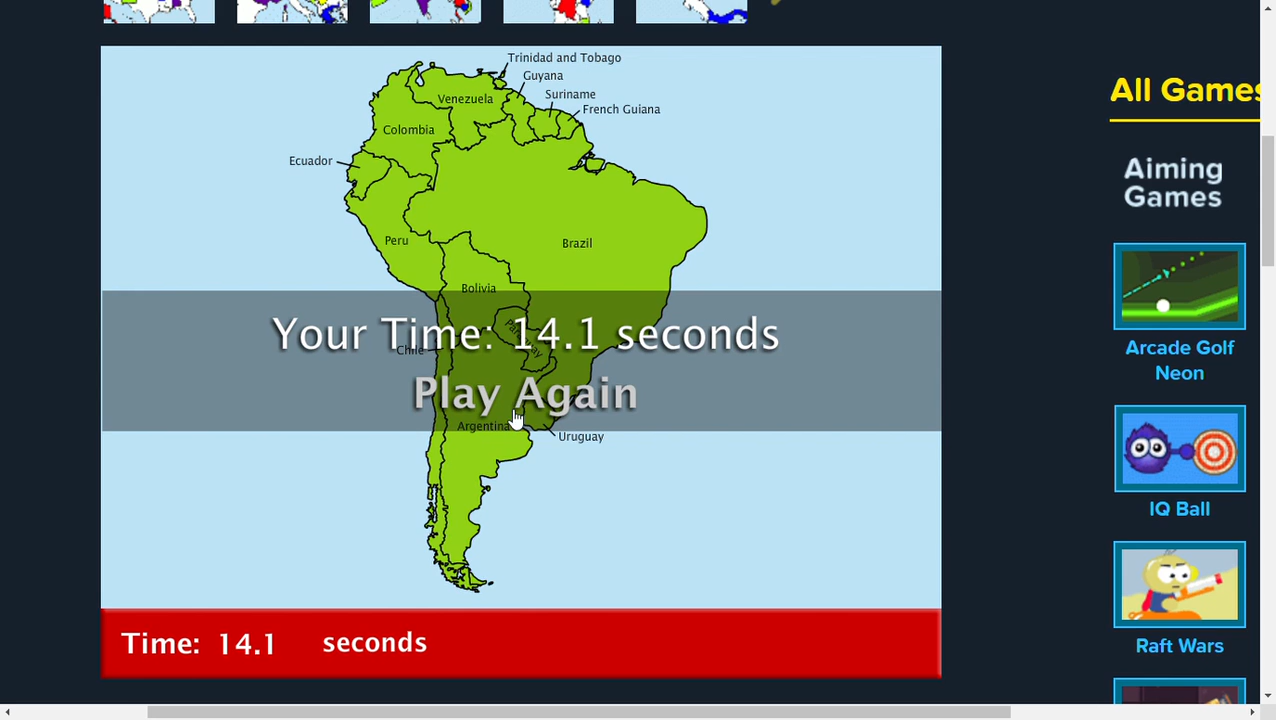 Trinidad and Tobago
Guyana
Suriname
French Guiana
Venezuela
Colombia
Ecuador
Peru
Brazil
Bolivia
Paraguay
Chile
Your Time: 14.1 seconds
Play Again
Argentina
Uruguay
Time: 14.1 seconds
All Games
Aiming
Games
Arcade Golf
Neon
IQ Ball
Raft Wars